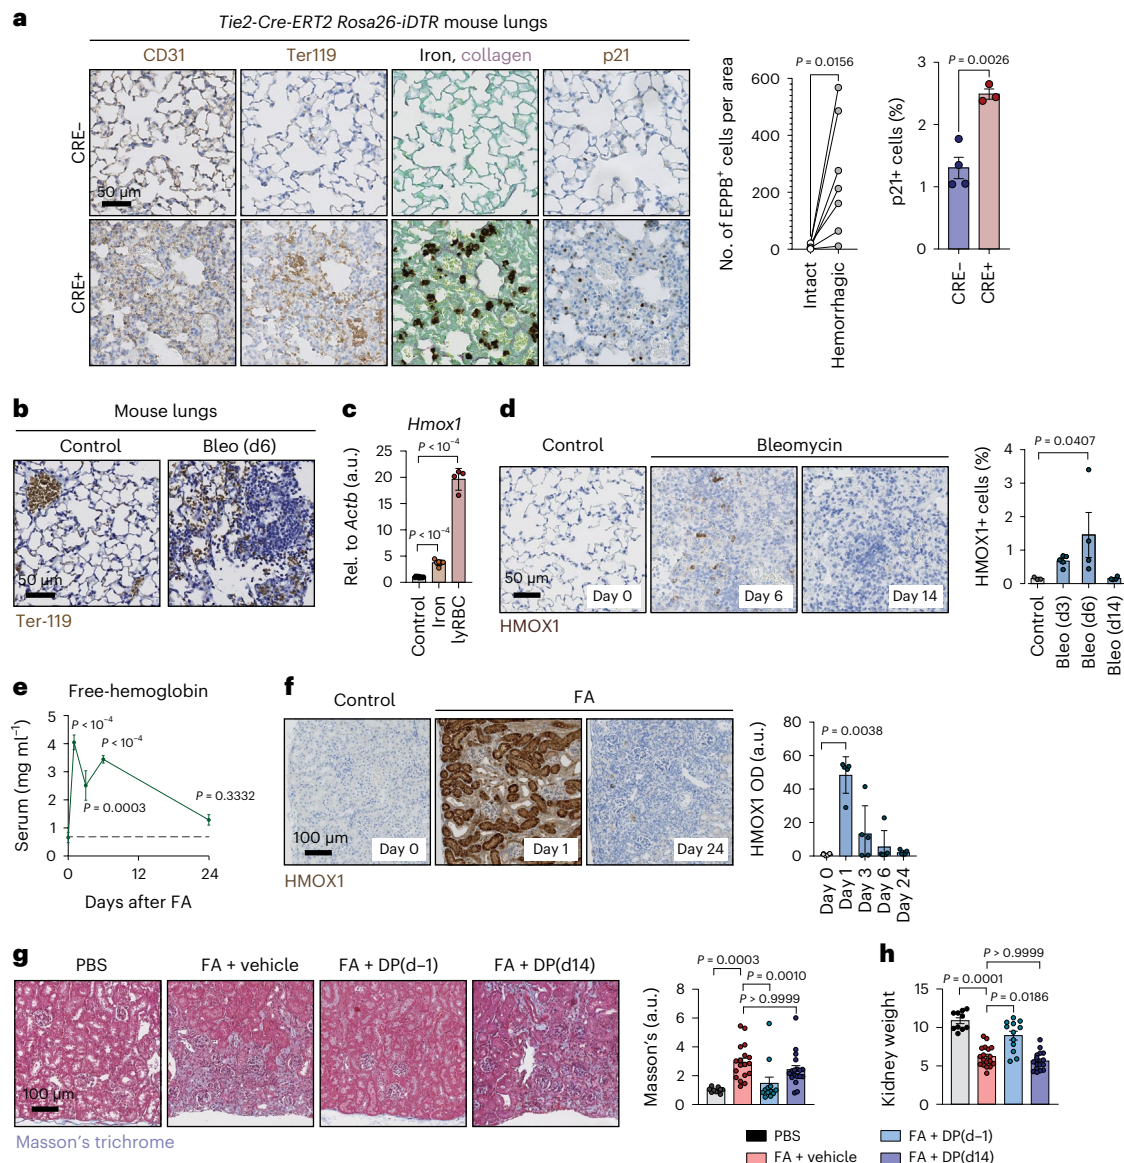 a
Tie2-Cre-ERT2 Rosa26-iDTR mouse lungs
CD31
Ter119
Iron, collagen
p21
CRE−
50 µm
CRE+
No. of EPPB+ cells per area
P = 0.0156
600
400
200
0
Intact
Hemorrhagic
p21+ cells (%)
P = 0.0026
3
2
1
0
CRE−
CRE+
b
Mouse lungs
Control
Bleo (d6)
50 µm
Ter-119
c
Hmox1
P < 10⁻⁴
P < 10⁻⁴
Rel. to Actb (a.u.)
25
20
15
10
5
0
Control
Iron
lyRBC
d
Control
Bleomycin
50 µm
Day 0
Day 6
Day 14
HMOX1
HMOX1+ cells (%)
P = 0.0407
4
3
2
1
0
Control
Bleo (d3)
Bleo (d6)
Bleo (d14)
e
Free-hemoglobin
Serum (mg ml⁻¹)
5
4
3
2
1
0
P < 10⁻⁴
P < 10⁻⁴
P = 0.0003
P = 0.3332
0
12
24
Days after FA
f
Control
FA
100 µm
Day 0
Day 1
Day 24
HMOX1
HMOX1 OD (a.u.)
P = 0.0038
80
60
40
20
0
Day 0
Day 1
Day 3
Day 6
Day 24
g
PBS
FA + vehicle
FA + DP(d–1)
FA + DP(d14)
100 µm
Masson's trichrome
Masson's (a.u.)
P = 0.0003
P = 0.0010
P > 0.9999
8
6
4
2
0
h
Kidney weight
P > 0.9999
P = 0.0001
P = 0.0186
15
10
5
0
PBS
FA + DP(d–1)
FA + vehicle
FA + DP(d14)